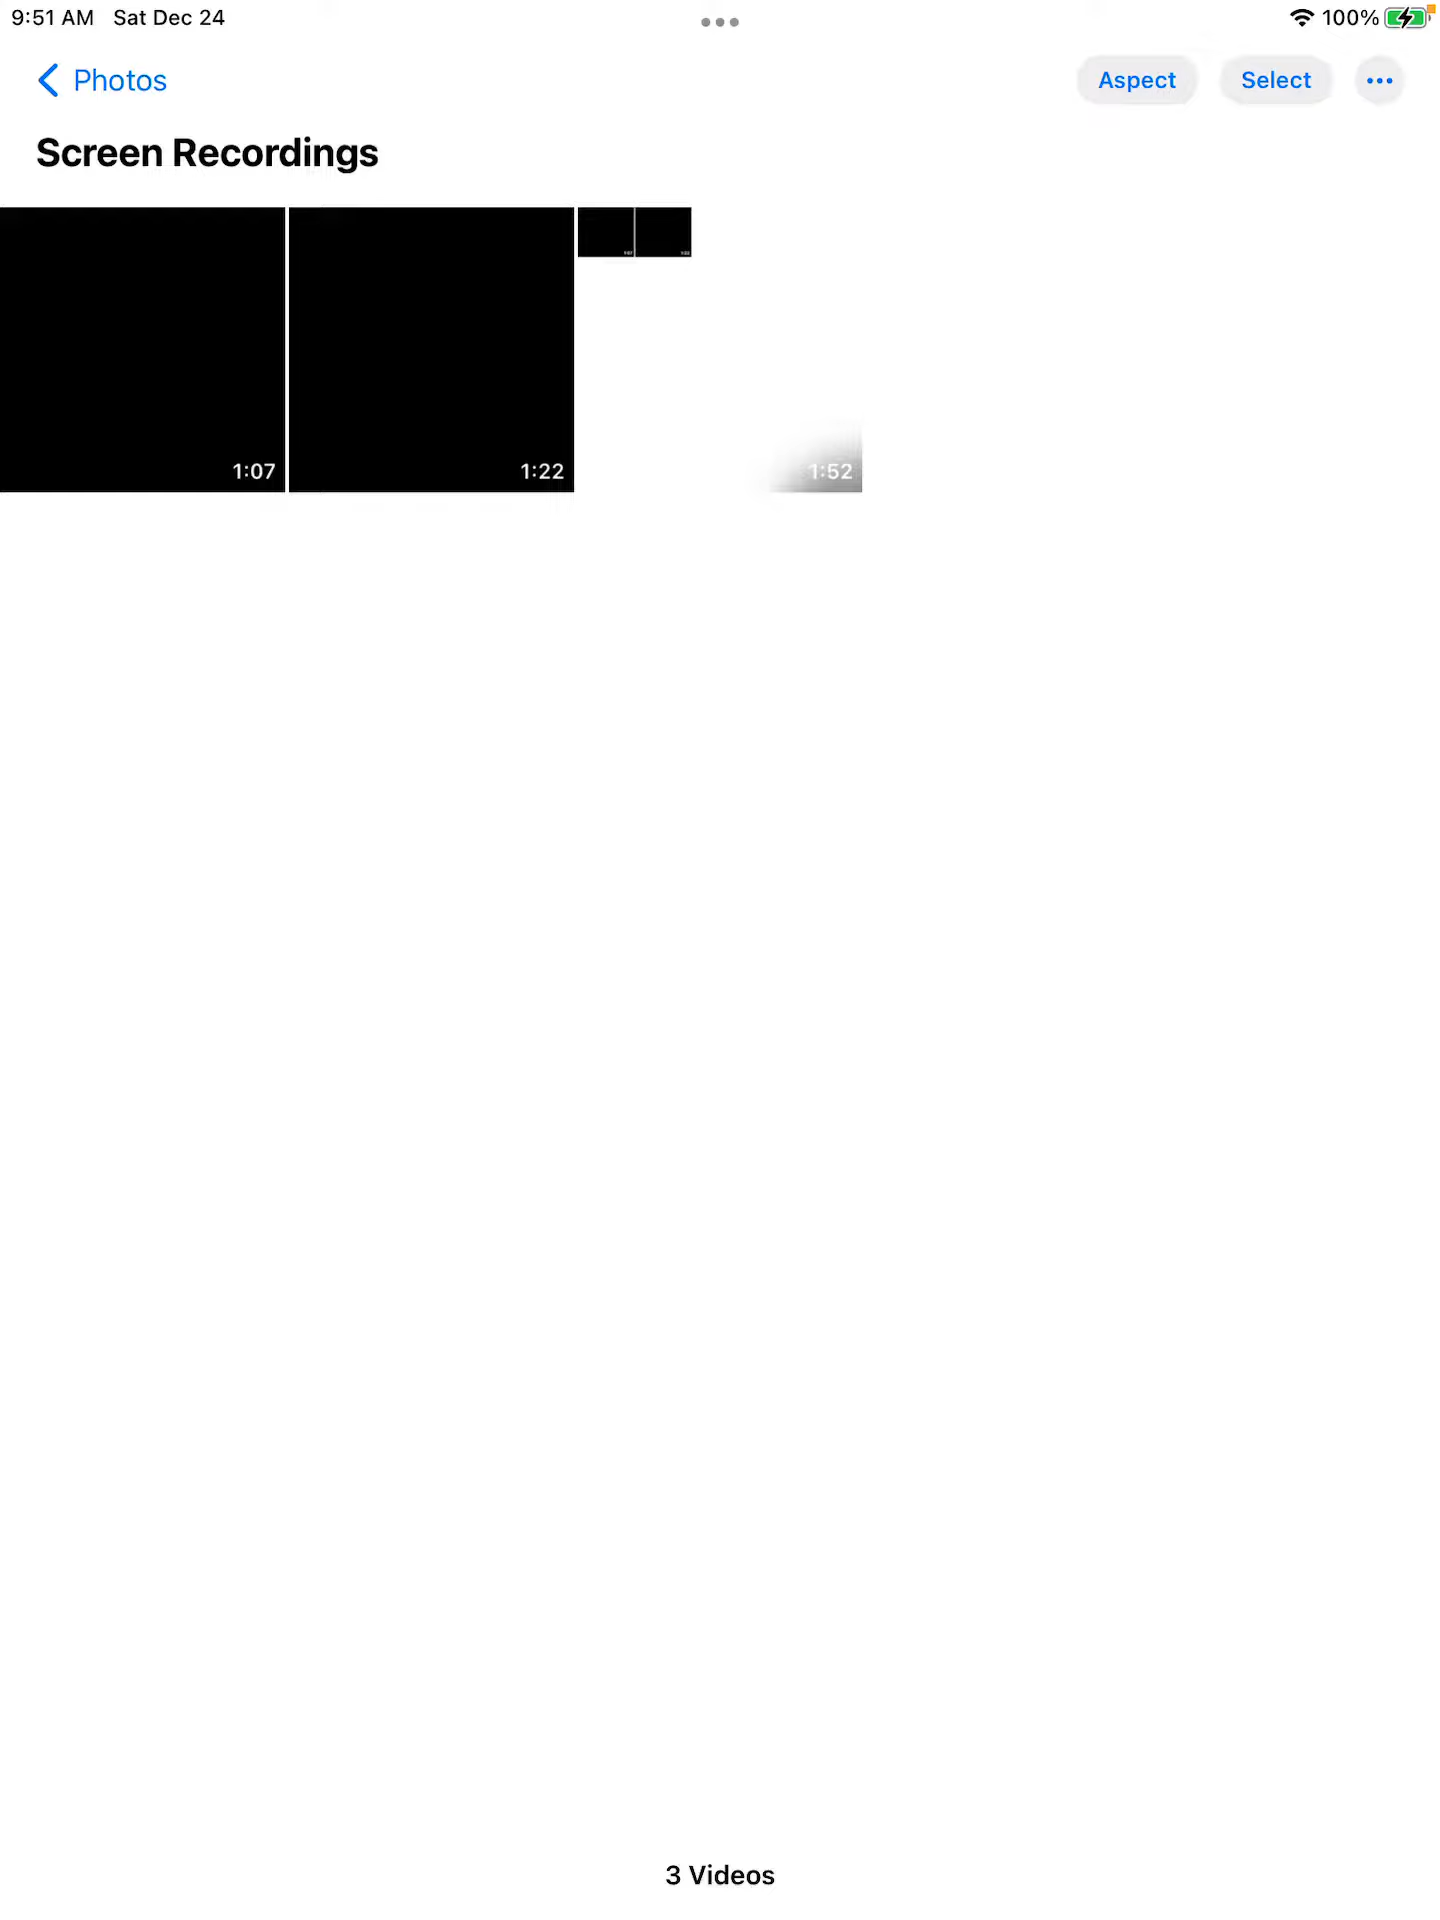 9:51 AM Sat Dec 24
100%
Photos
Aspect
Select
Screen Recordings
1:07
1:22
1:52
3 Videos